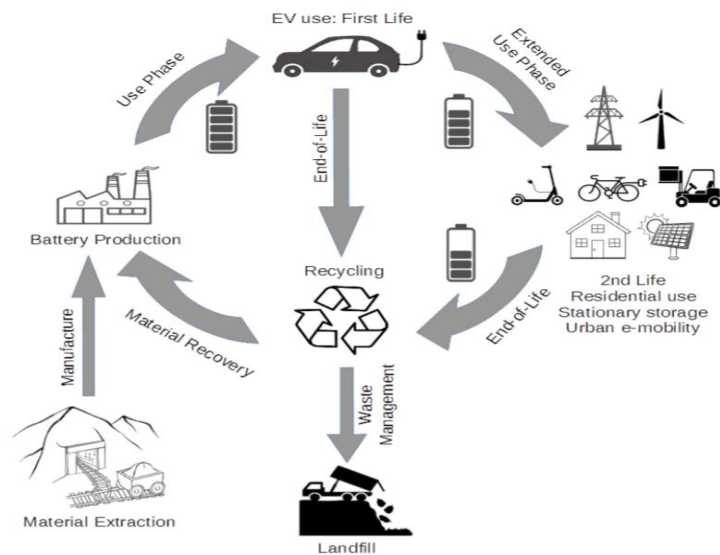 EV use: First Life
Use Phase
Extended
Use Phase
End-of-Life
Battery Production
Recycling
2nd Life
Residential use
Stationary storage
Urban e-mobility
End-of-Life
Material Recovery
Manufacture
Waste
Management
Material Extraction
Landfill